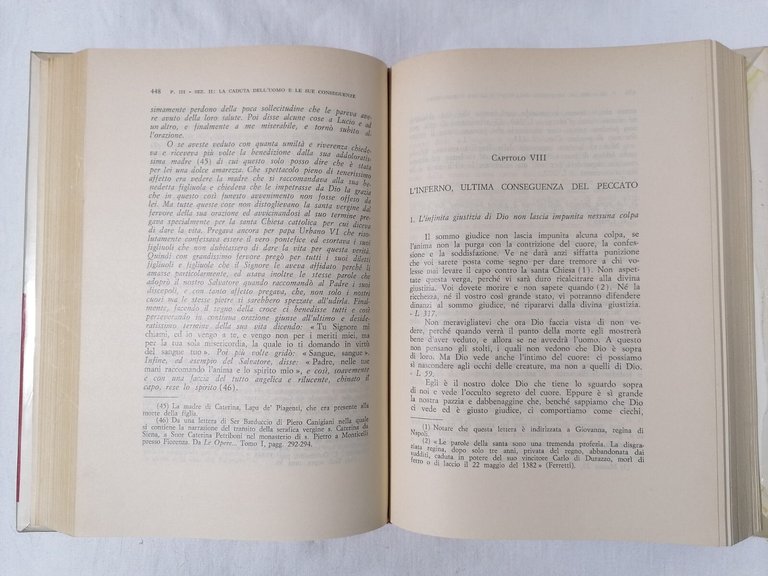 448 P. III - SEZ. II: LA CADUTA DELL'UOMO E LE SUE CONSEGUENZE
simamente perdono della poca sollecitudine che le pareva ave-
re avuto della loro salute. Poi disse alcune cose a Lucio e ad
un'altro, e finalmente a me miserabile, e tornò subito al-
l'orazione.
O se aveste veduto con quanta umiltà e riverenza chiede-
va e riceveva più volte la benedizione dalla sua addoloratis-
sima madre (45) di cui questo solo posso dire che è stato
per lei una dolce amarezza. Che spettacolo pieno di tenerissimo
affetto era vedere la madre che si raccomandava alla sua be-
nedetta figliuola e chiedeva che le impetrasse da Dio la grazia
che in questo così funesto avvenimento non fosse offeso da
lei. Ma tutte queste cose non distoglievano la santa vergine dal
fervore della sua orazione ed avvicinandosi al suo termine pre-
gava specialmente per la santa Chiesa cattolica per cui diceva
di dare la vita. Pregava ancora per papa Urbano VI che risoluta-
mente confessava essere il vero pontefice ed esortava i suoi
figliuoli che non dubitassero di dare la vita per questa verità.
Quindi con grandissimo fervore pregò per tutti i suoi diletti
figliuoli e figliuole che il Signore le aveva affidato perché li
amasse particolarmente, ed usava inoltre le stesse parole che
adoprò il nostro Salvatore quando raccomandò al Padre i suoi
discepoli, e con tanto affetto pregava, che, non solo i nostri
cuori ma le stesse pietre si sarebbero spezzate all'udirla. Final-
mente, facendo il segno della croce ci benedisse tutti e così
perseverando in continua orazione giunse all'ultimo e deside-
ratissimo termine della sua vita dicendo: «Tu Signore mi
chiami, ed io vengo a te, e vengo non per i meriti miei, ma
per la tua sola misericordia, la quale io ti domando in virtù
del sangue tuo». Poi più volte gridò: «Sangue, sangue».
Infine, ad esempio del Salvatore, disse: «Padre, nelle tue
mani raccomando l'anima e lo spirito mio», ed così, soavemente
e con una faccia del tutto angelica e rilucente, chinato il
capo, rese lo spirito (46).
(45) La madre di Caterina, Lapa de' Piagenti, che era presente alla
morte della figlia.
(46) Da una lettera di Ser Barduccio di Piero Canigiani nella quale
si contiene la narrazione del transito della serafica vergine s. Caterina da
Siena, a Suor Caterina Petriboni nel monasterio di s. Pietro a Monticelli
presso Fiorenza. Da Le Opere... Tomo I, pagg. 292-294.
CAPITOLO VIII
L'INFERNO, ULTIMA CONSEGUENZA DEL PECCATO
1. L'infinita giustizia di Dio non lascia impunita nessuna colpa
Il sommo giudice non lascia impunita alcuna colpa, se
l'anima non la purga con la contrizione del cuore, la confes-
sione e la soddisfazione. Ve ne darà anzi siffatta punizione
che voi sarete posta come segno per dare tremore a chi vo-
lesse mai levare il capo contro la santa Chiesa (1). Non aspet-
tate questa verga, perché vi sarà duro ricalcitrare alla divina
giustizia. Voi dovete morire e non sapete quando (2). Né la
ricchezza, né il vostro così grande stato, vi potranno difendere
dinanzi al sommo giudice, né ripararvi dalla divina giustizia.
- L 317.
Non meravigliatevi che ora Dio faccia vista di non ve-
dere, perché quando verrà il punto della morte egli mostrerà
bene d'aver veduto, e allora se ne avvedrà il peccatore. A questo
non pensano gli stolti, i quali non vedono che Dio si accorge
di loro. Ma Dio vede anche l'intimo del cuore: ci possiamo
sì nascondere agli occhi delle creature, ma non a quelli di Dio.
- L 59.
Egli è il nostro dolce Dio che tiene lo sguardo sopra
di noi e vede l'occulto segreto del cuore. Eppure è sì grande
la nostra pazzia e dabbenaggine che, benché sappiamo che Dio
ci vede ed è giusto giudice, ci comportiamo come ciechi,
(1) Notare che questa lettera è indirizzata a Giovanna, regina di
Napoli.
(2) «Le parole della santa sono una tremenda profezia. La disgra-
ziata regina, dopo solo tre anni, privata del regno, abbandonata dai
sudditi, caduta in potere del suo vincitore Carlo di Durazzo, morì di
ferro o di laccio il 22 maggio del 1382» (Ferretti).